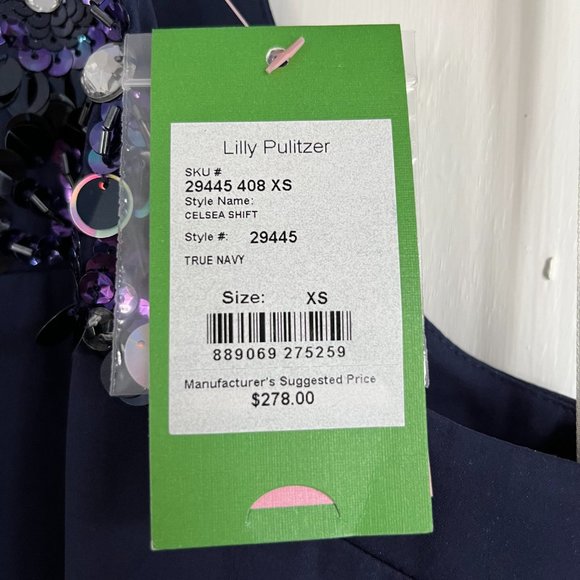 Lilly Pulitzer
SKU #
29445 408 XS
Style Name:
CELSEA SHIFT
Style #: 29445
TRUE NAVY
Size: XS
889069 275259
Manufacturer's Suggested Price
$278.00